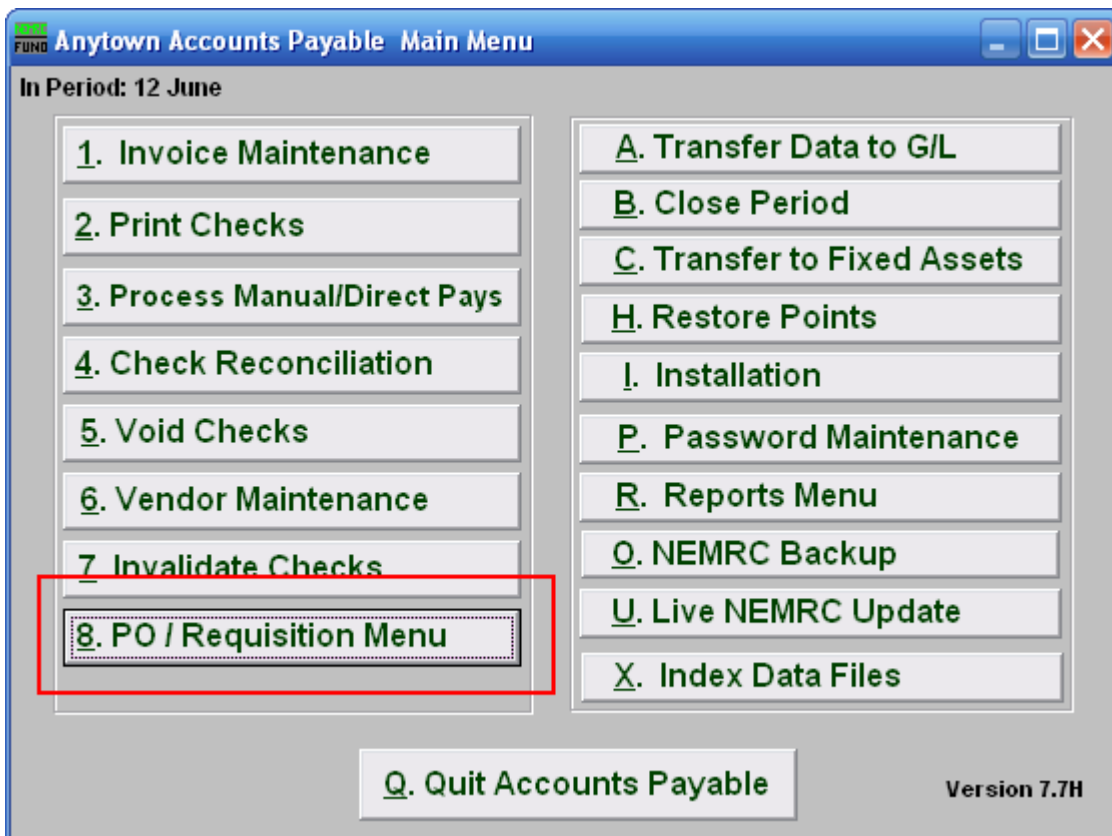 NEMRC
FUND Anytown Accounts Payable Main Menu
In Period: 12 June
1. Invoice Maintenance
2. Print Checks
3. Process Manual/Direct Pays
4. Check Reconciliation
5. Void Checks
6. Vendor Maintenance
7 Invalidate Checks
8. PO / Requisition Menu
A. Transfer Data to G/L
B. Close Period
C. Transfer to Fixed Assets
H. Restore Points
I. Installation
P. Password Maintenance
R. Reports Menu
O. NEMRC Backup
U. Live NEMRC Update
X. Index Data Files
Q. Quit Accounts Payable
Version 7.7H